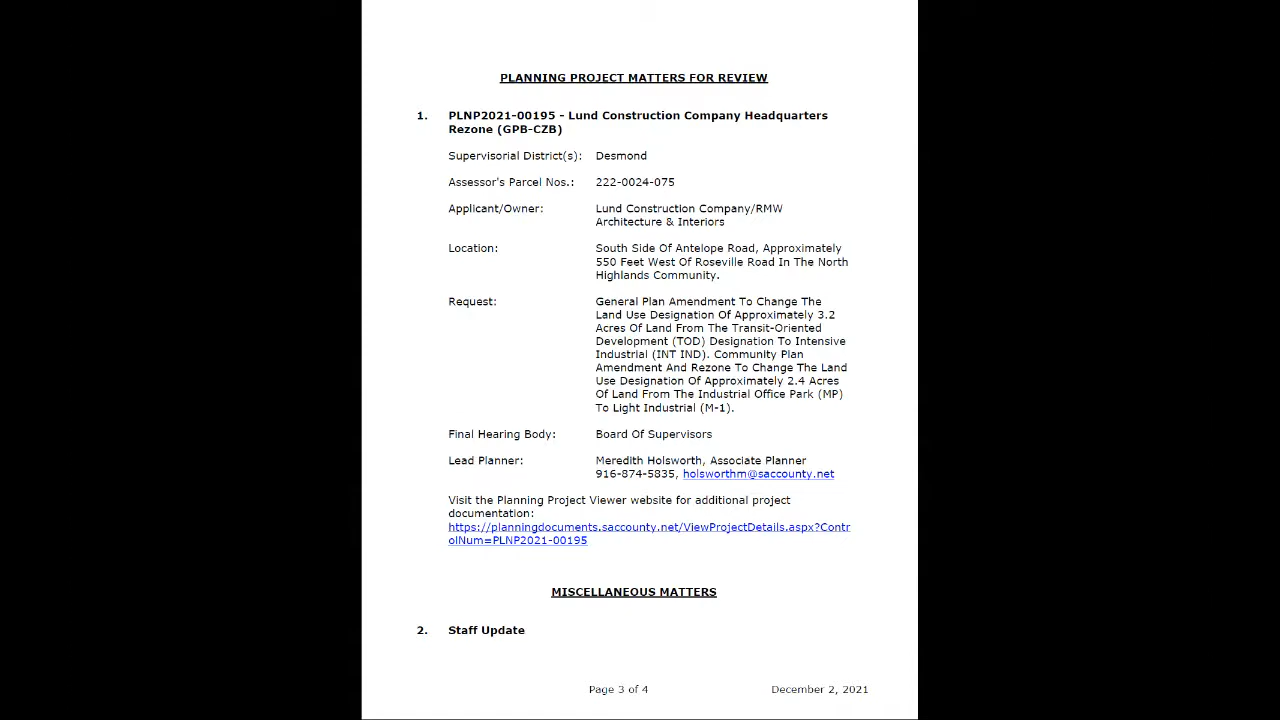 PLANNING PROJECT MATTERS FOR REVIEW
1. PLNP2021-00195 - Lund Construction Company Headquarters
Rezone (GPB-CZB)
Supervisorial District(s): Desmond
Assessor's Parcel Nos.: 222-0024-075
Applicant/Owner: Lund Construction Company/RMW
Architecture & Interiors
Location: South Side Of Antelope Road, Approximately
550 Feet West Of Roseville Road In The North
Highlands Community.
Request: General Plan Amendment To Change The
Land Use Designation Of Approximately 3.2
Acres Of Land From The Transit-Oriented
Development (TOD) Designation To Intensive
Industrial (INT IND). Community Plan
Amendment And Rezone To Change The Land
Use Designation Of Approximately 2.4 Acres
Of Land From The Industrial Office Park (MP)
To Light Industrial (M-1).
Final Hearing Body: Board Of Supervisors
Lead Planner: Meredith Holsworth, Associate Planner
916-874-5835, holsworthm@saccounty.net
Visit the Planning Project Viewer website for additional project
documentation:
https://planningdocuments.saccounty.net/ViewProjectDetails.aspx?Contr
olNum=PLNP2021-00195
MISCELLANEOUS MATTERS
2. Staff Update
Page 3 of 4 December 2, 2021